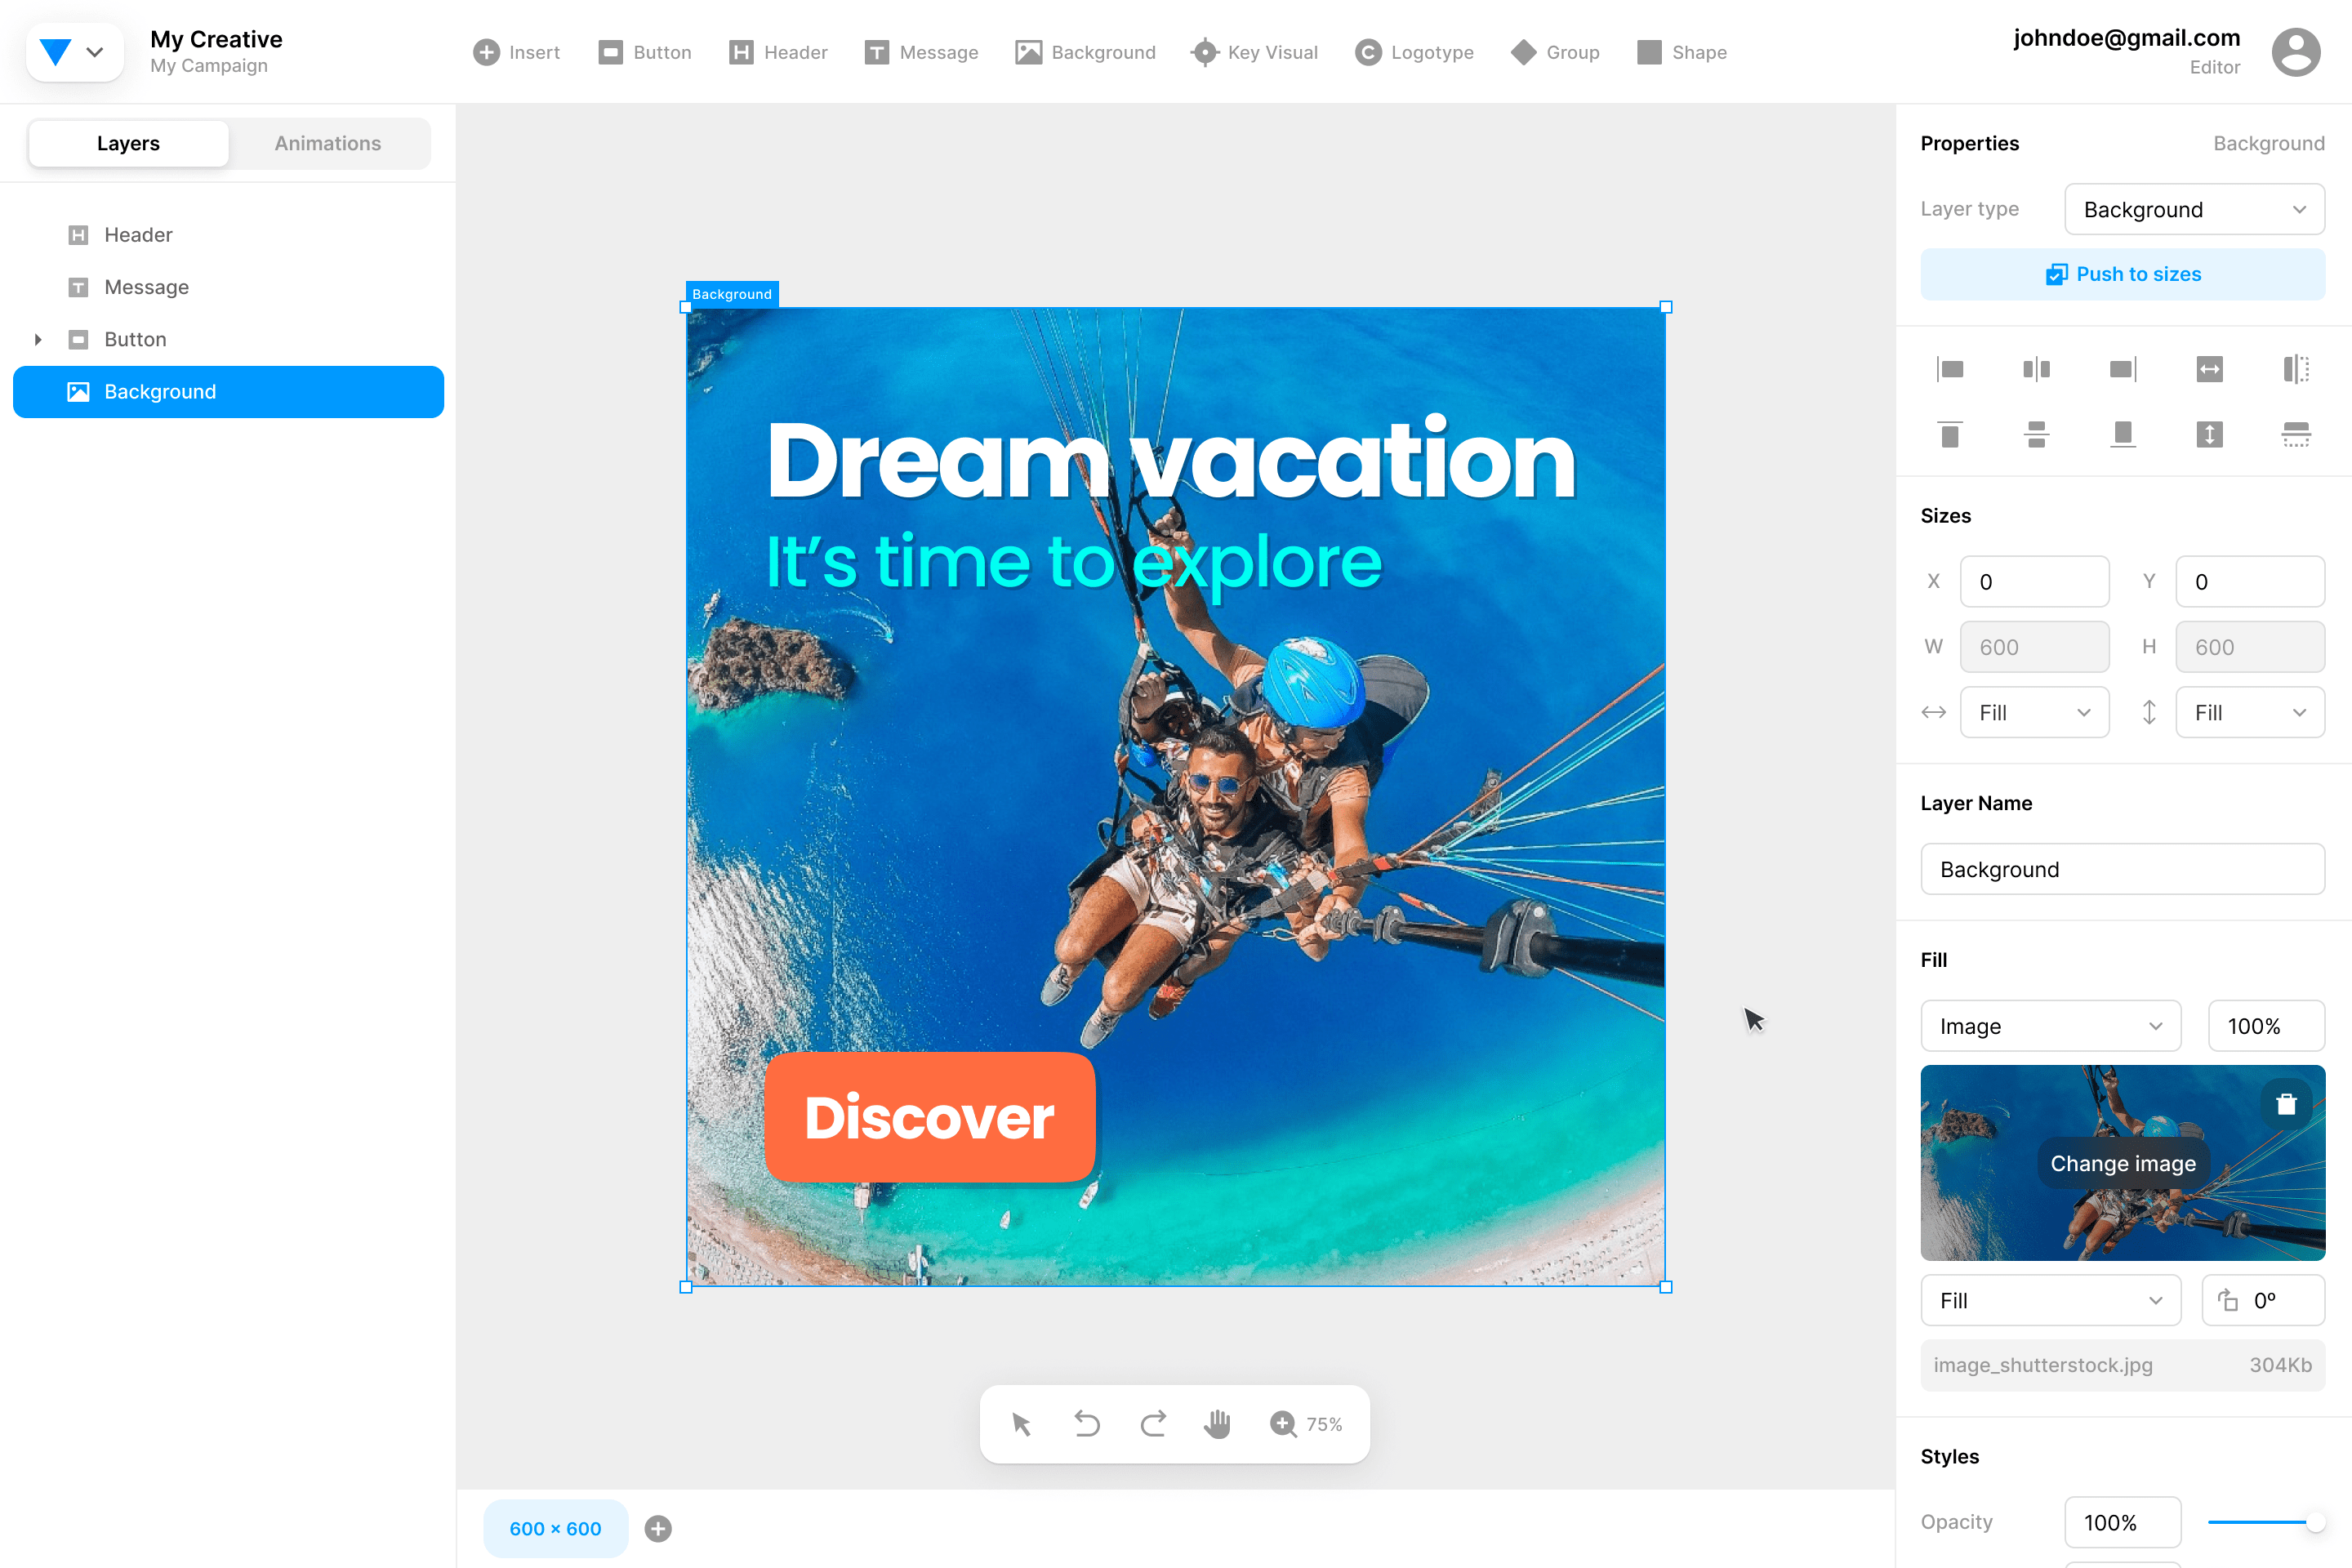 My Creative
My Campaign
Insert
Button
Header
Message
Background
Key Visual
Logotype
Group
Shape
johndoe@gmail.com
Editor
Layers
Animations
Header
Message
Button
Background
Background
Dream vacation
It’s time to explore
Discover
75%
600 × 600
Properties
Background
Layer type
Background
Push to sizes
Sizes
X 0 Y 0
W 600 H 600
Fill Fill
Layer Name
Background
Fill
Image 100%
Change image
Fill 0º
image_shutterstock.jpg 304Kb
Styles
Opacity 100%